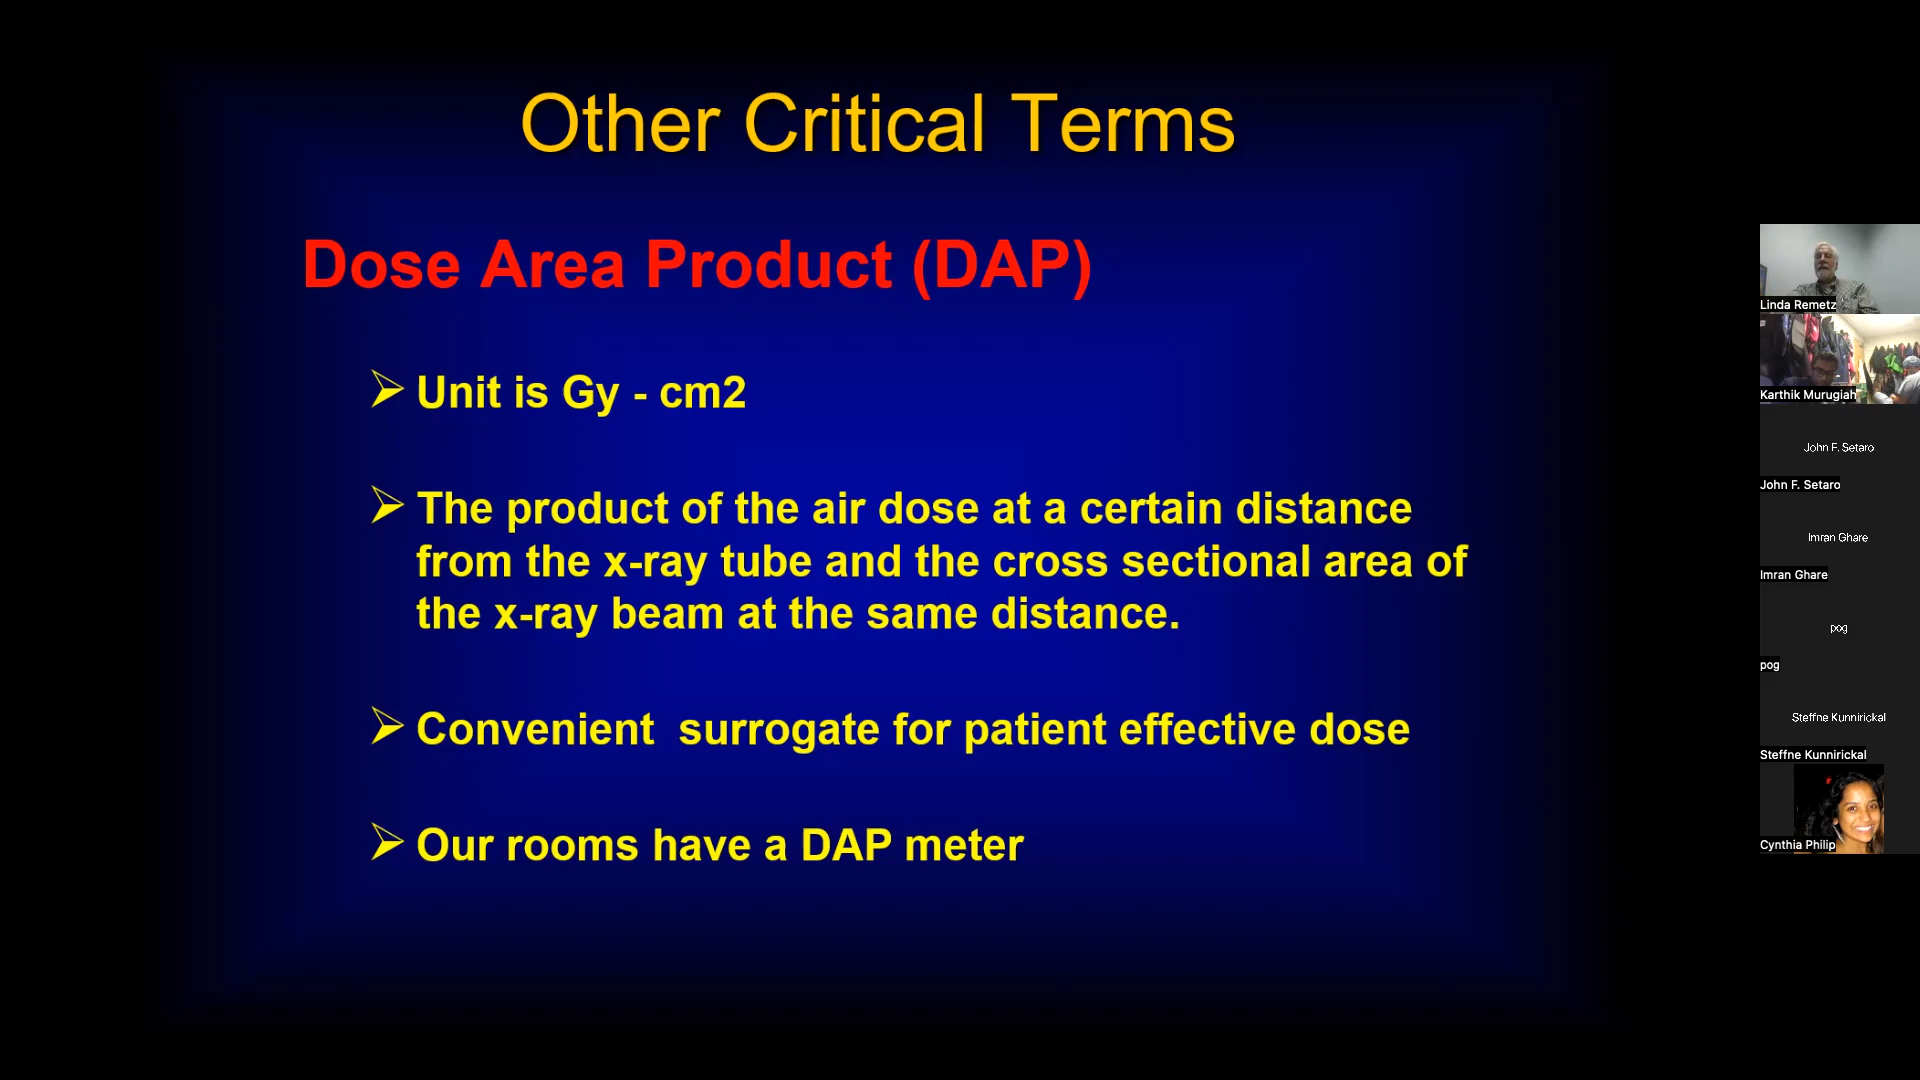 Other Critical Terms
Dose Area Product (DAP)
➢ Unit is Gy - cm2
➢ The product of the air dose at a certain distance
from the x-ray tube and the cross sectional area of
the x-ray beam at the same distance.
➢ Convenient  surrogate for patient effective dose
➢ Our rooms have a DAP meter
Linda Remetz
Karthik Murugiah
John F. Setaro
John F. Setaro
Imran Ghare
Imran Ghare
pog
pog
Steffne Kunnirickal
Steffne Kunnirickal
Cynthia Philip